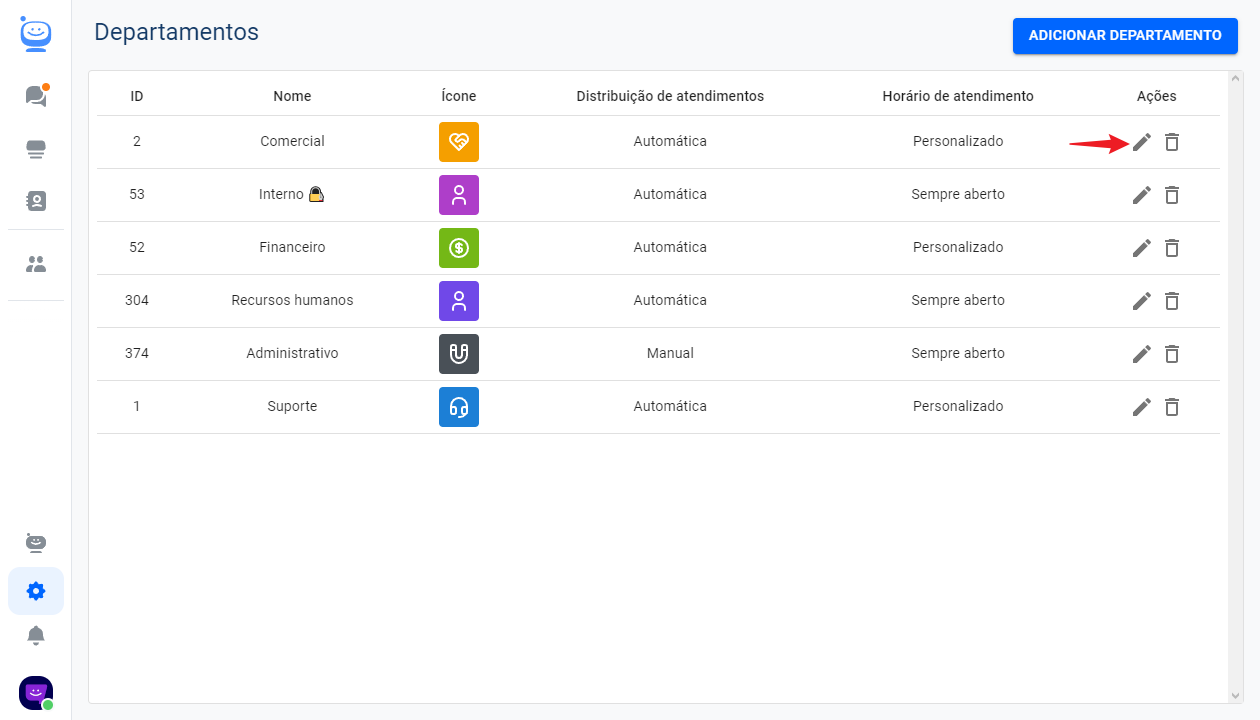 Departamentos
ADICIONAR DEPARTAMENTO
ID Nome Ícone Distribuição de atendimentos Horário de atendimento Ações
2 Comercial Automática Personalizado
53 Interno Automática Sempre aberto
52 Financeiro Automática Personalizado
304 Recursos humanos Automática Sempre aberto
374 Administrativo Manual Sempre aberto
1 Suporte Automática Personalizado